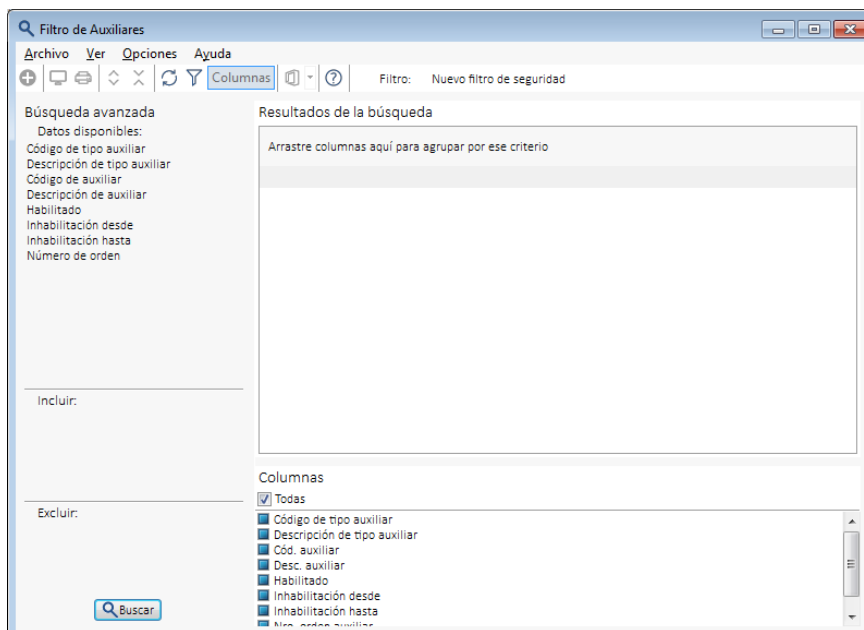 Filtro de Auxiliares
Archivo Ver Opciones Ayuda
Columnas Filtro: Nuevo filtro de seguridad
Búsqueda avanzada
Datos disponibles:
Código de tipo auxiliar
Descripción de tipo auxiliar
Código de auxiliar
Descripción de auxiliar
Habilitado
Inhabilitación desde
Inhabilitación hasta
Número de orden
Incluir:
Excluir:
Buscar
Resultados de la búsqueda
Arrastre columnas aquí para agrupar por ese criterio
Columnas
Todas
Código de tipo auxiliar
Descripción de tipo auxiliar
Cód. auxiliar
Desc. auxiliar
Habilitado
Inhabilitación desde
Inhabilitación hasta
Nro. orden auxiliar